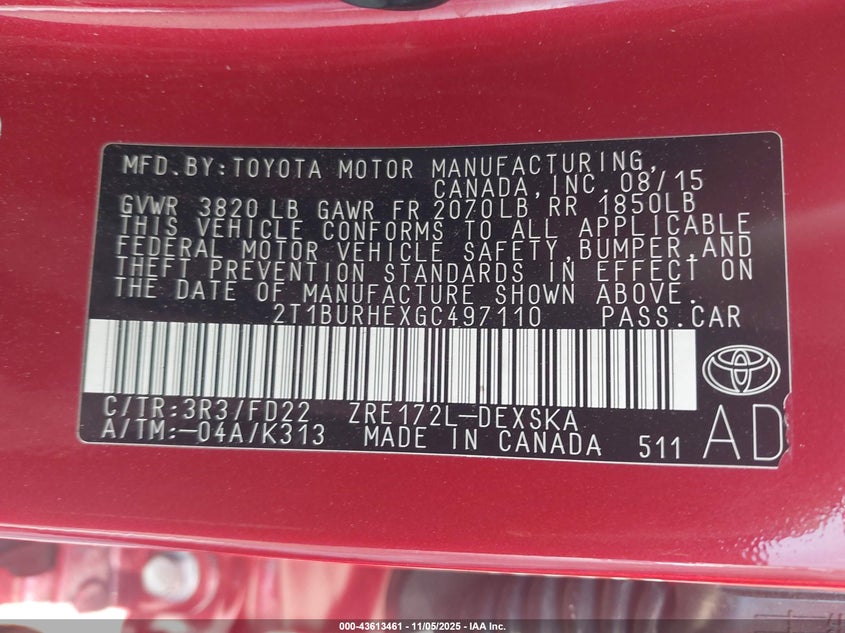 MFD.BY:TOYOTA MOTOR MANUFACTURING,
CANADA,INC. 08/15
GVWR 3820 LB GAWR FR 2070LB RR 1850LB
THIS VEHICLE CONFORMS TO ALL APPLICABLE
FEDERAL MOTOR VEHICLE SAFETY,BUMPER,AND
THEFT PREVENTION STANDARDS IN EFFECT ON
THE DATE OF MANUFACTURE SHOWN ABOVE.
2T1BURHEXGC497110 PASS.CAR
C/TR:3R3/FD22 ZRE172L-DEXSKA
A/TM:-04A/K313 MADE IN CANADA 511
AD
000-43613461 - 11/05/2025 - IAA Inc.